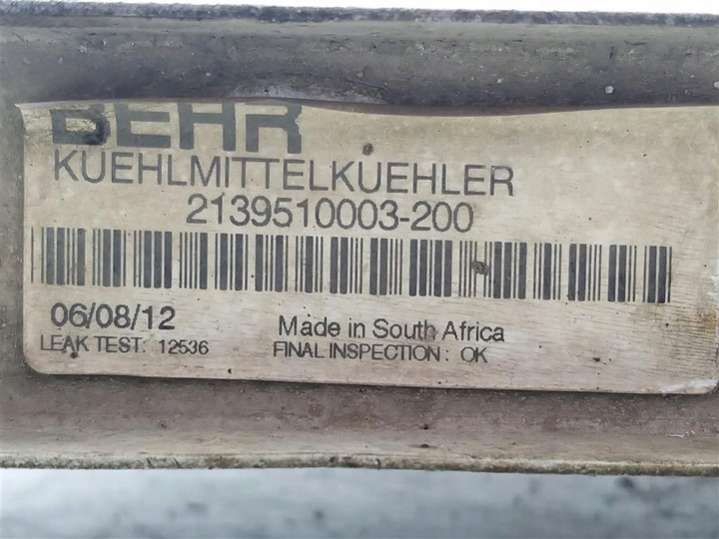 BEHR
KUEHLMITTELKUEHLER
2139510003-200
06/08/12
Made in South Africa
LEAK TEST: 12536
FINAL INSPECTION: OK